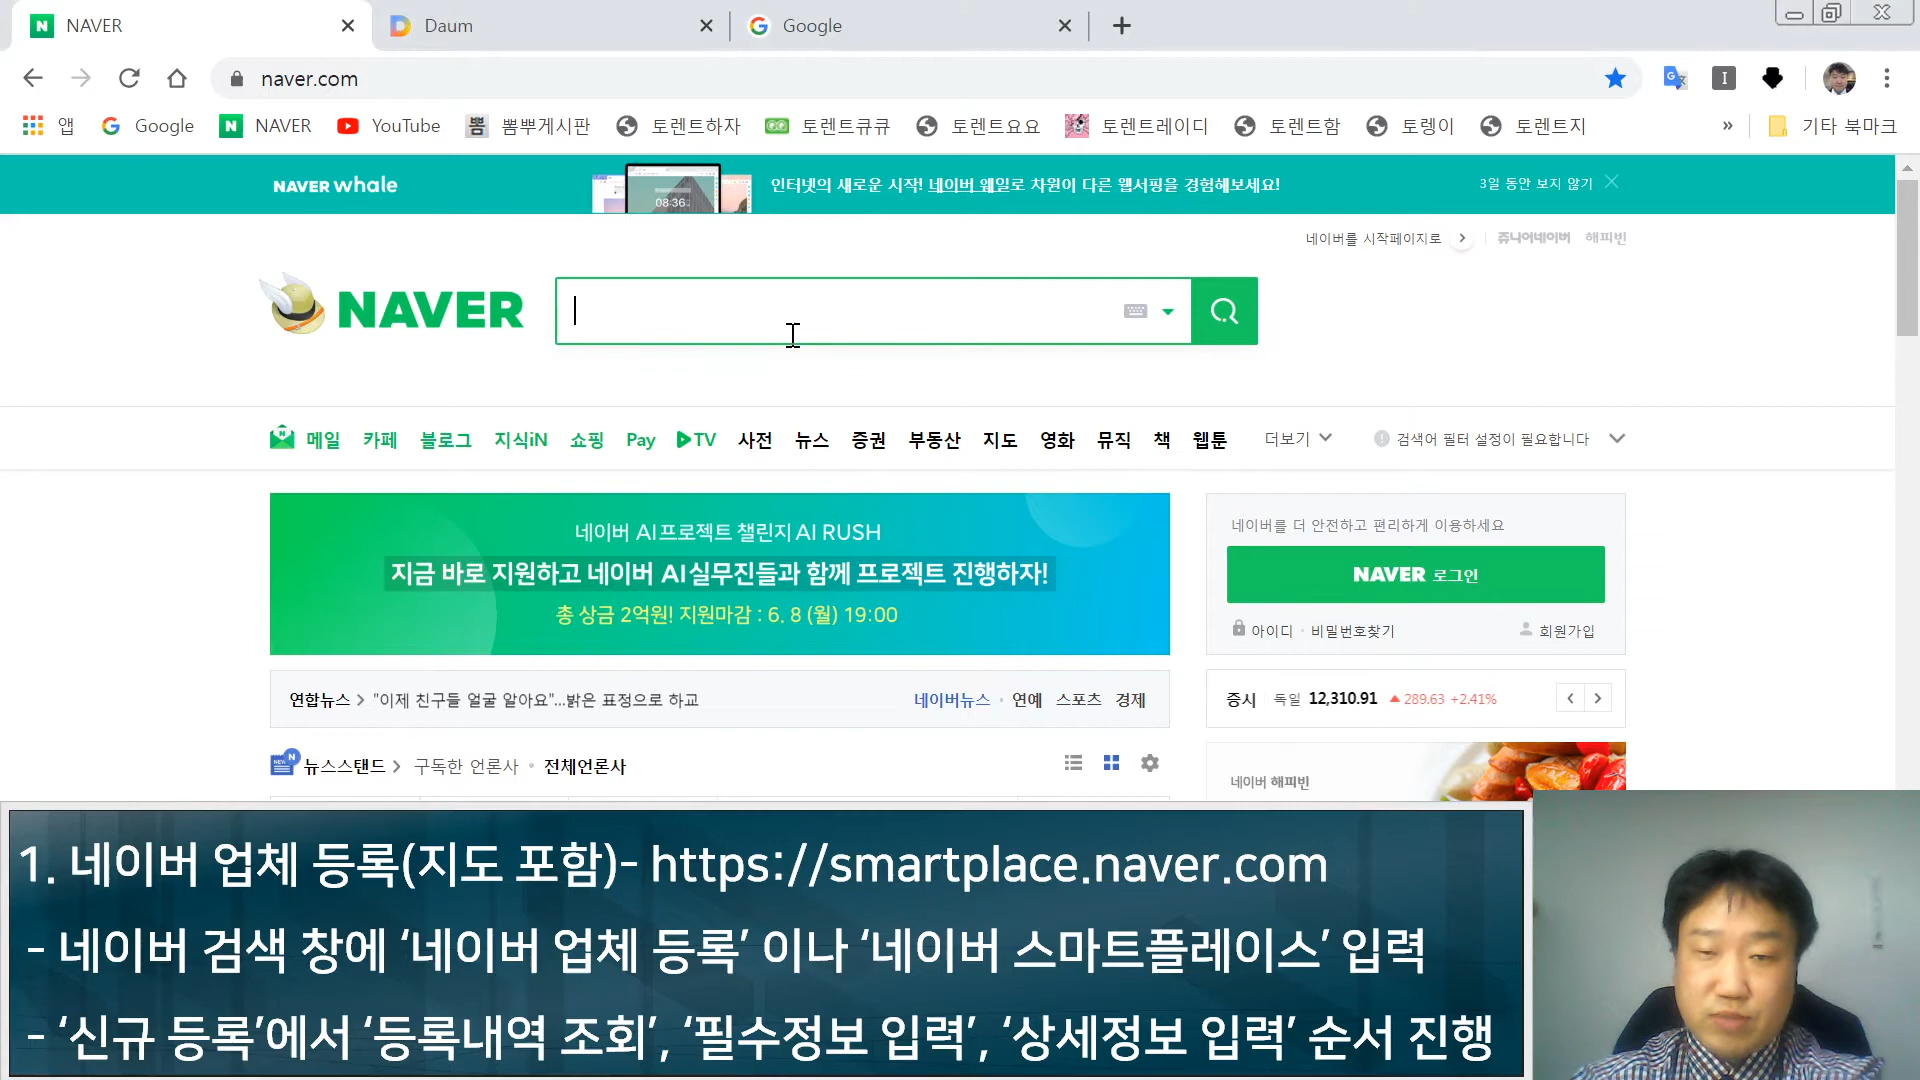 NAVER
Daum
Google
naver.com
앱
Google
NAVER
YouTube
뽐뿌게시판
토렌트하자
토렌트큐큐
토렌트요요
토렌트레이디
토렌트함
토렝이
토렌트지
»
기타 북마크
NAVER whale
08:36
인터넷의 새로운 시작! 네이버 웨일로 차원이 다른 웹서핑을 경험해보세요!
3일 동안 보지 않기
네이버를 시작페이지로
쥬니어네이버
해피빈
NAVER
메일 카페 블로그 지식iN 쇼핑 Pay TV 사전 뉴스 증권 부동산 지도 영화 뮤직 책 웹툰
더보기
검색어 필터 설정이 필요합니다
네이버 AI프로젝트 챌린지 AI RUSH
지금 바로 지원하고 네이버 AI실무진들과 함께 프로젝트 진행하자!
총 상금 2억원! 지원마감 : 6. 8 (월) 19:00
네이버를 더 안전하고 편리하게 이용하세요
NAVER 로그인
아이디 · 비밀번호찾기
회원가입
연합뉴스 > "이제 친구들 얼굴 알아요"...밝은 표정으로 하교
네이버뉴스 · 연예 스포츠 경제
증시 독일 12,310.91 ▲ 289.63 +2.41%
뉴스스탠드 > 구독한 언론사 · 전체언론사
네이버 해피빈
1. 네이버 업체 등록(지도 포함)- https://smartplace.naver.com
- 네이버 검색 창에 ‘네이버 업체 등록’ 이나 ‘네이버 스마트플레이스’ 입력
- ‘신규 등록’에서 ‘등록내역 조회’, ‘필수정보 입력’, ‘상세정보 입력’ 순서 진행